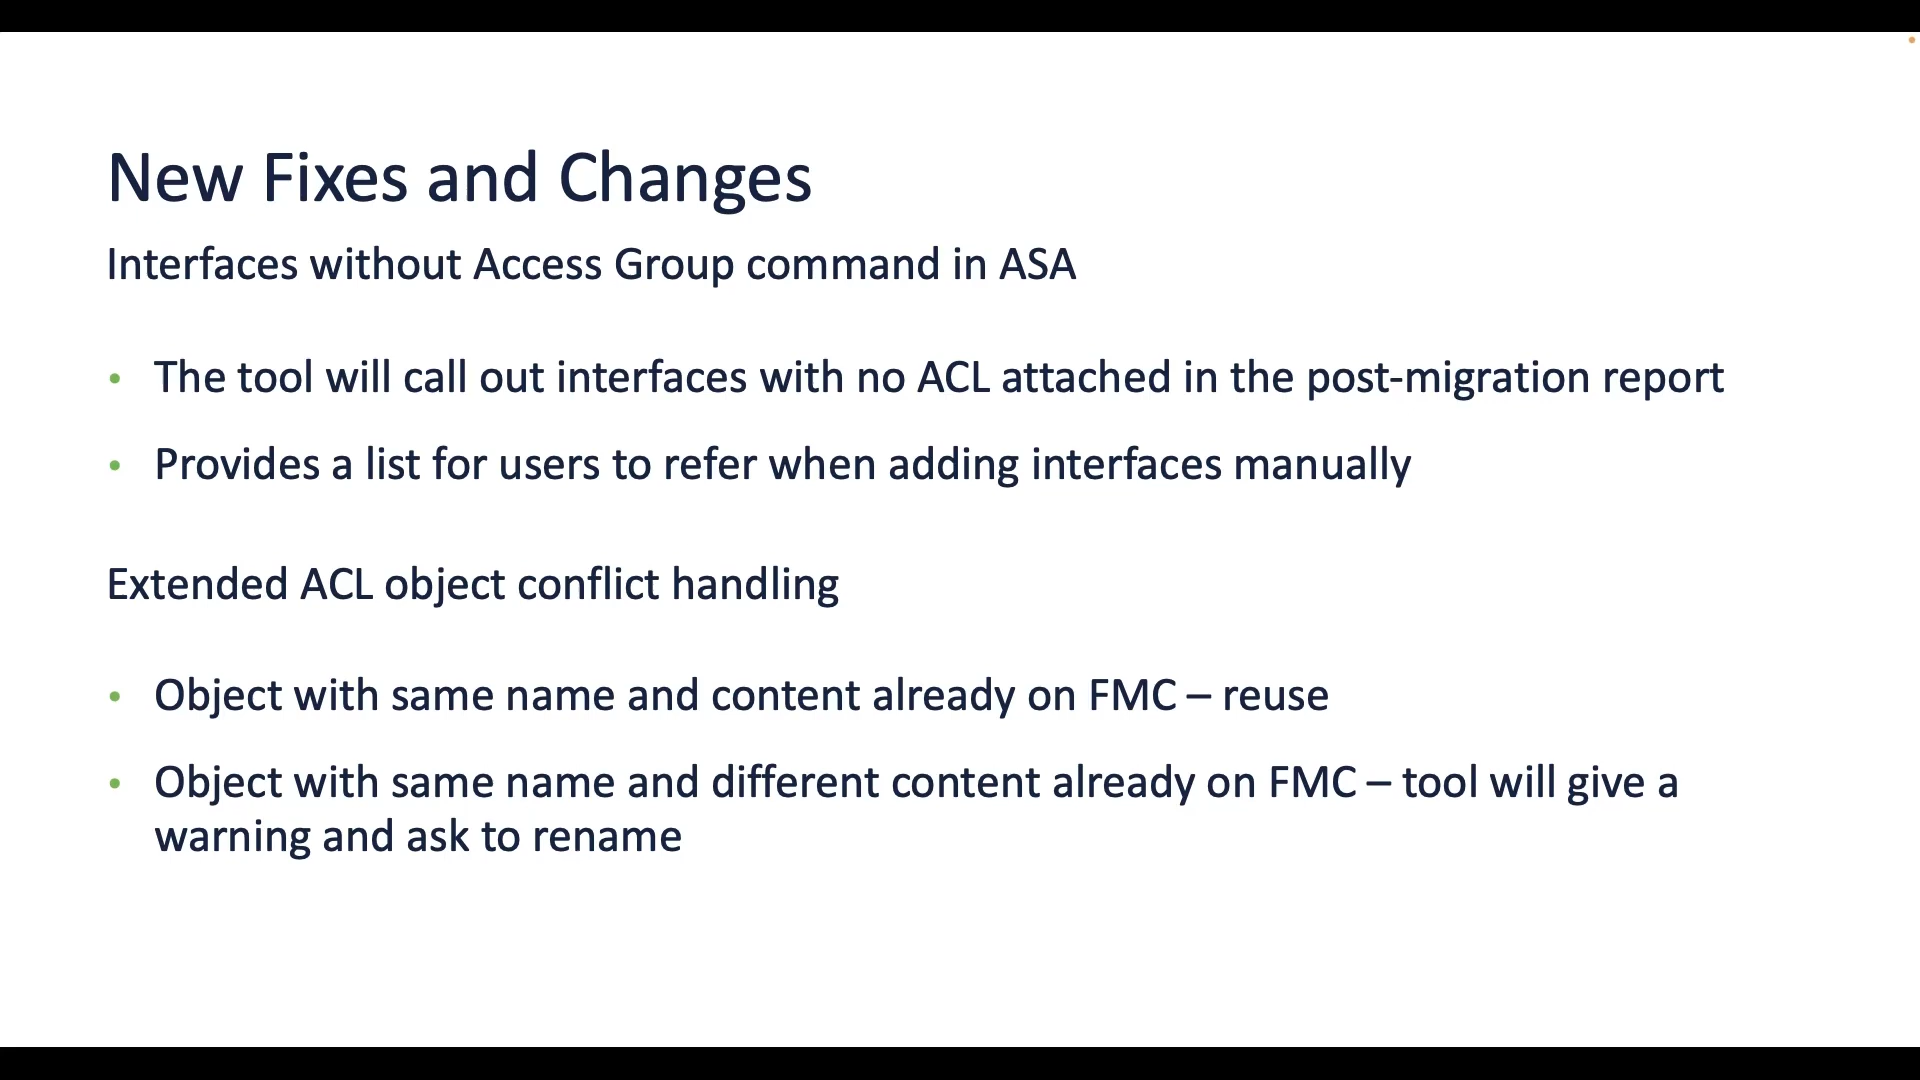 New Fixes and Changes
Interfaces without Access Group command in ASA
• The tool will call out interfaces with no ACL attached in the post-migration report
• Provides a list for users to refer when adding interfaces manually
Extended ACL object conflict handling
• Object with same name and content already on FMC – reuse
• Object with same name and different content already on FMC – tool will give a
warning and ask to rename